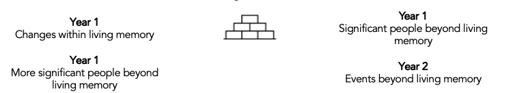 Year 1
Changes within living memory
Year 1
More significant people beyond
living memory
Year 1
Significant people beyond living
memory
Year 2
Events beyond living memory